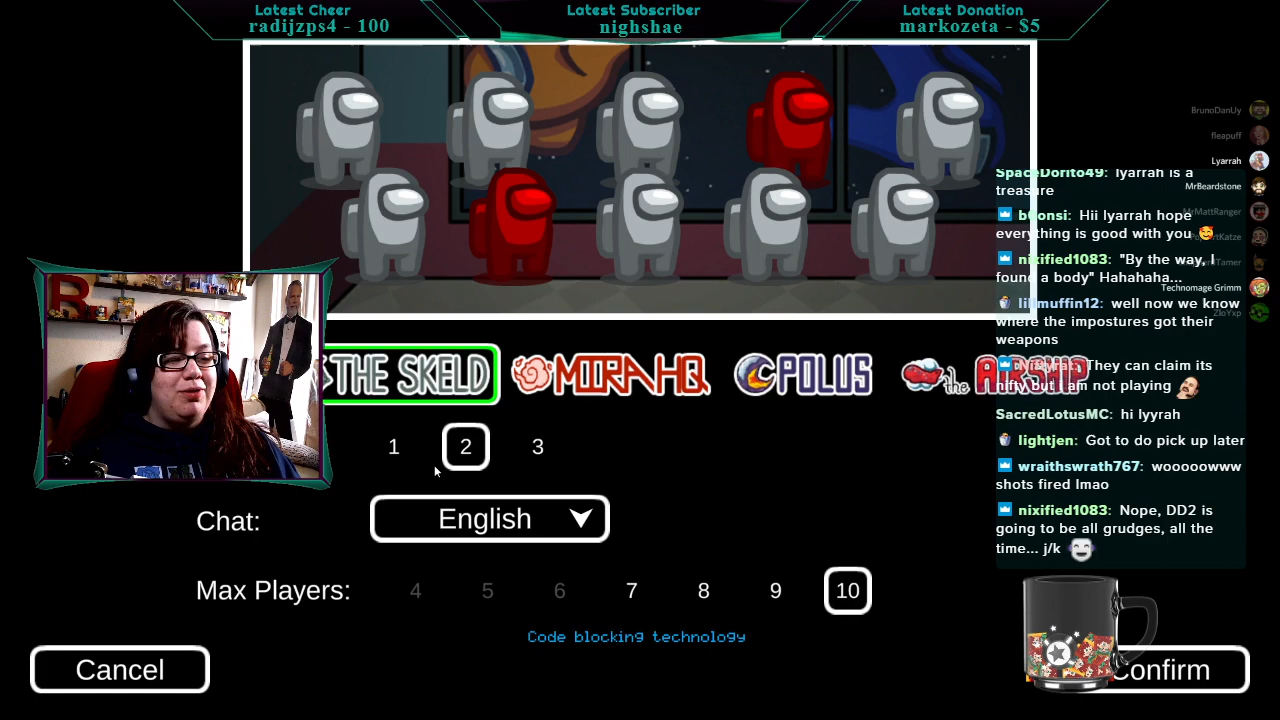 Latest Cheer
radijzps4 - 100
Latest Subscriber
nighshae
Latest Donation
markozeta - $5
BrunoDanUy
fleapuff
Lyarrah
MrBeardstone
MrMattRanger
Technomage Grimm
ZloYxp
SpaceDorito49: lyarrah is a
treasure
b0onsi: Hii lyarrah hope
everything is good with you
nixified1083: "By the way, I
found a body" Hahahaha...
lillmuffin12: well now we know
where the impostures got their
weapons
They can claim its
nifty but I am not playing
SacredLotusMC: hi lyyrah
lightjen: Got to do pick up later
wraithswrath767: wooooowww
shots fired lmao
nixified1083: Nope, DD2 is
going to be all grudges, all the
time... j/k
R
THE SKELD
MIRA HQ
POLUS
the AIRSHIP
1 2 3
Chat: English
Max Players: 4 5 6 7 8 9 10
Code blocking technology
Cancel
Confirm